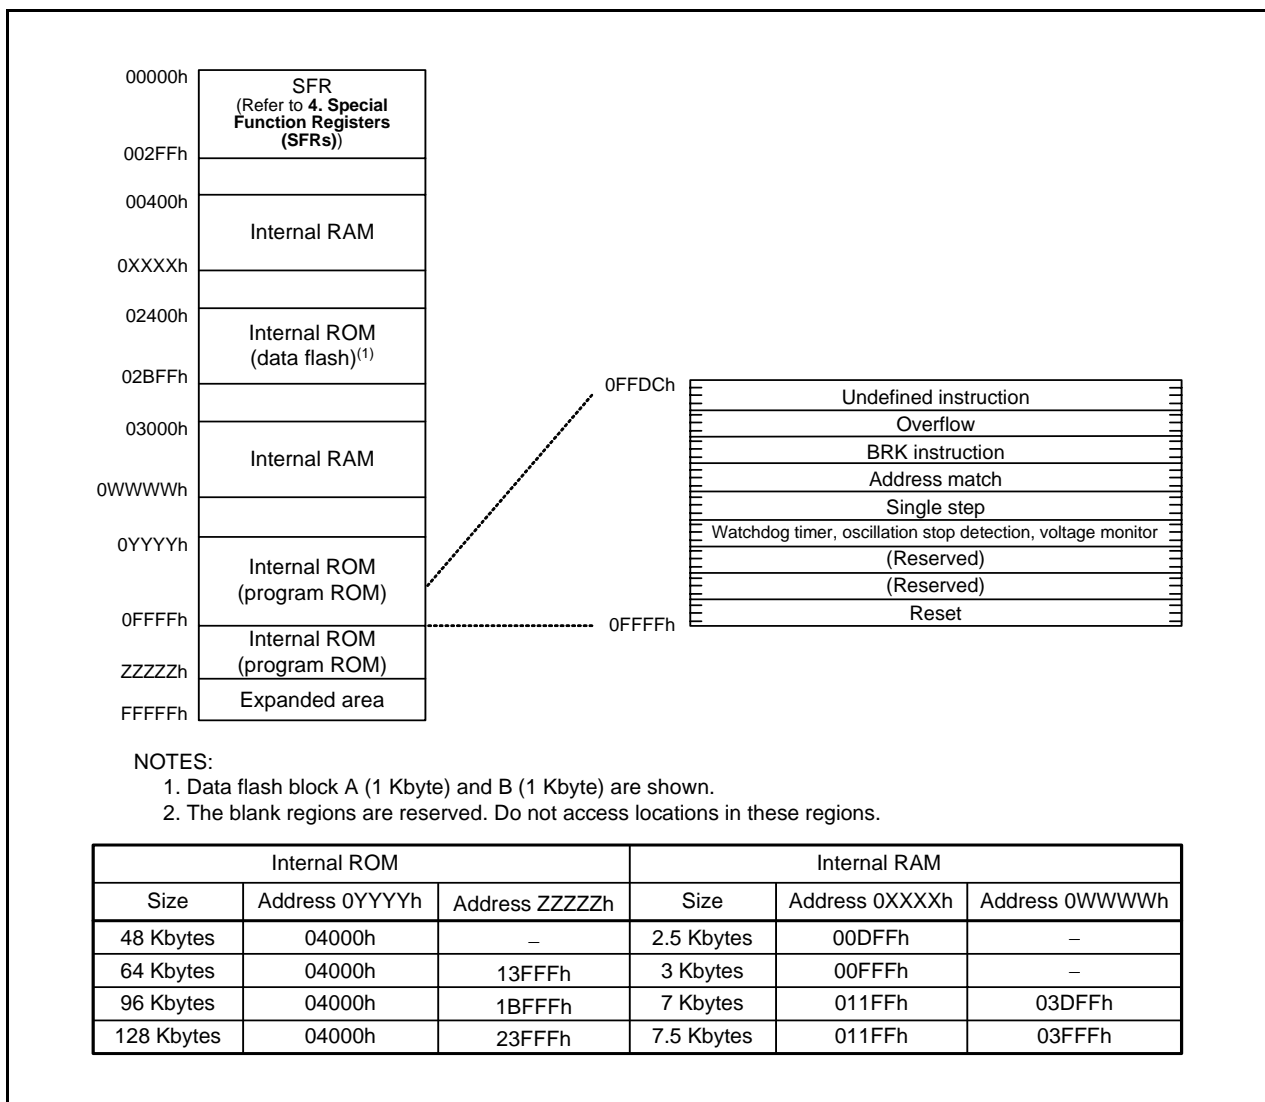 00000h
SFR
(Refer to 4. Special
Function Registers
(SFRs))
002FFh
00400h
Internal RAM
0XXXXh
02400h
Internal ROM
(data flash)(1)
02BFFh
03000h
Internal RAM
0WWWWh
0YYYYh
Internal ROM
(program ROM)
0FFFFh
Internal ROM
(program ROM)
ZZZZZh
Expanded area
FFFFFh
0FFDCh
Undefined instruction
Overflow
BRK instruction
Address match
Single step
Watchdog timer, oscillation stop detection, voltage monitor
(Reserved)
(Reserved)
Reset
0FFFFh
NOTES:
1. Data flash block A (1 Kbyte) and B (1 Kbyte) are shown.
2. The blank regions are reserved. Do not access locations in these regions.
Internal ROM Internal RAM
Size Address 0YYYYh Address ZZZZZh Size Address 0XXXXh Address 0WWWWh
48 Kbytes 04000h – 2.5 Kbytes 00DFFh –
64 Kbytes 04000h 13FFFh 3 Kbytes 00FFFh –
96 Kbytes 04000h 1BFFFh 7 Kbytes 011FFh 03DFFh
128 Kbytes 04000h 23FFFh 7.5 Kbytes 011FFh 03FFFh